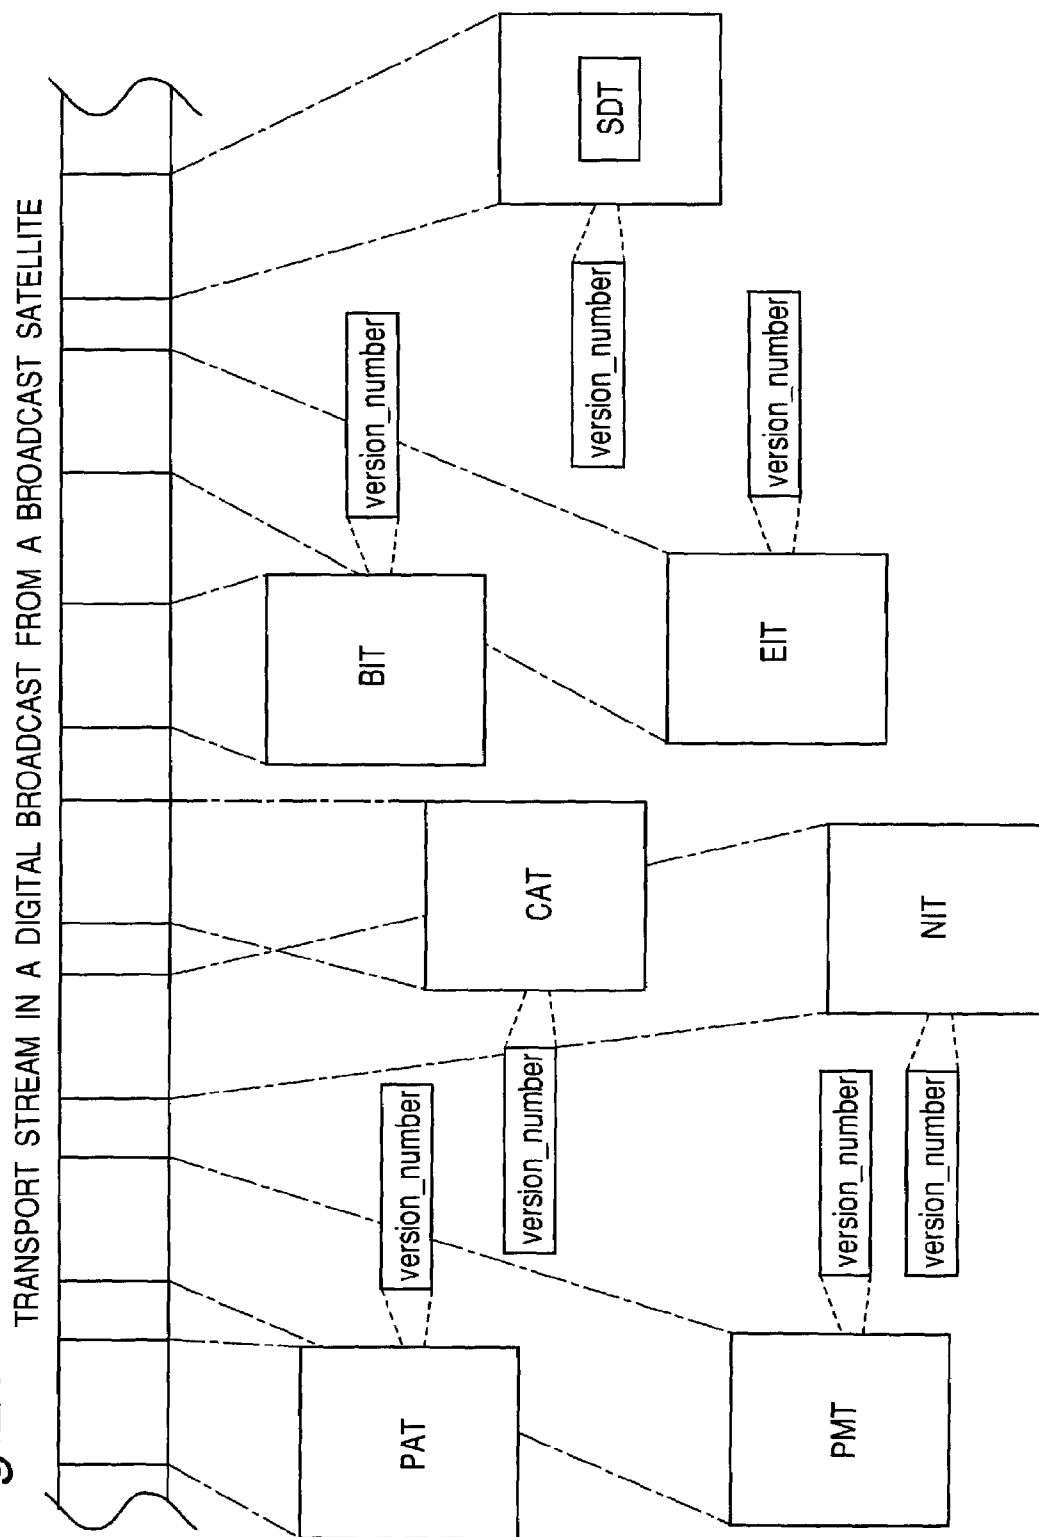 TRANSPORT STREAM IN A DIGITAL BROADCAST FROM A BROADCAST SATELLITE
PAT
version_number
PMT
version_number
CAT
version_number
NIT
version_number
BIT
version_number
EIT
version_number
SDT
version_number